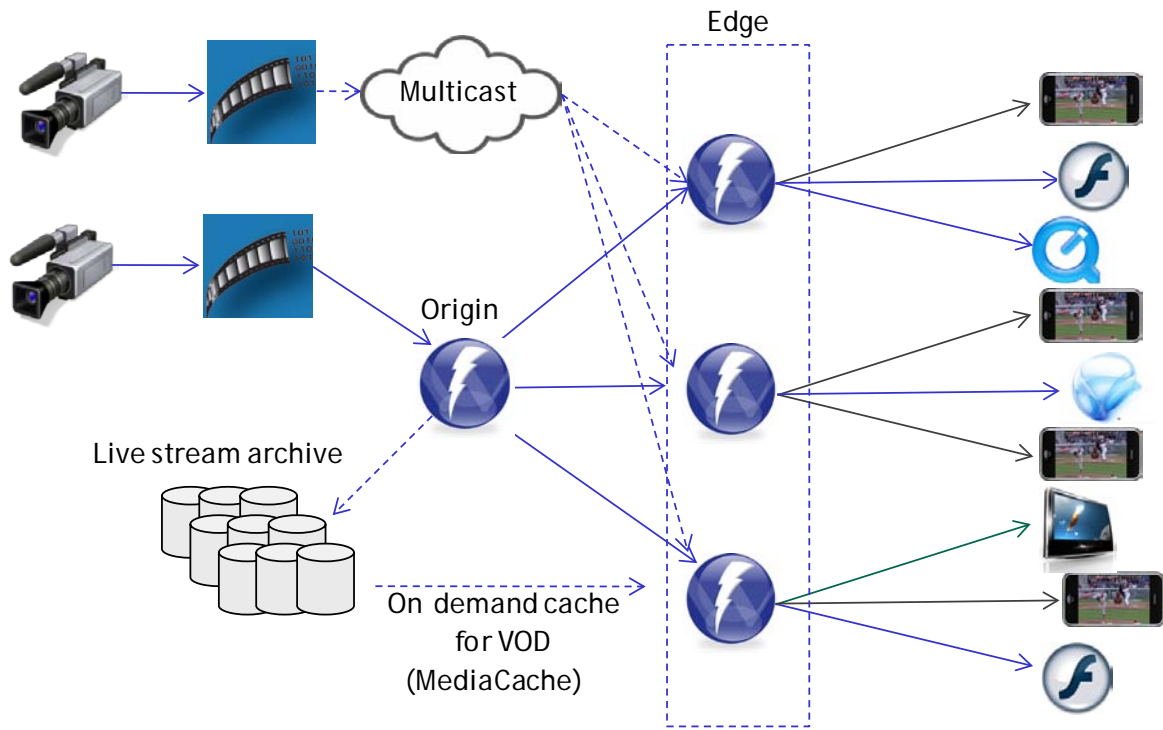 Edge
Multicast
Origin
Live stream archive
On demand cache
for VOD
(MediaCache)